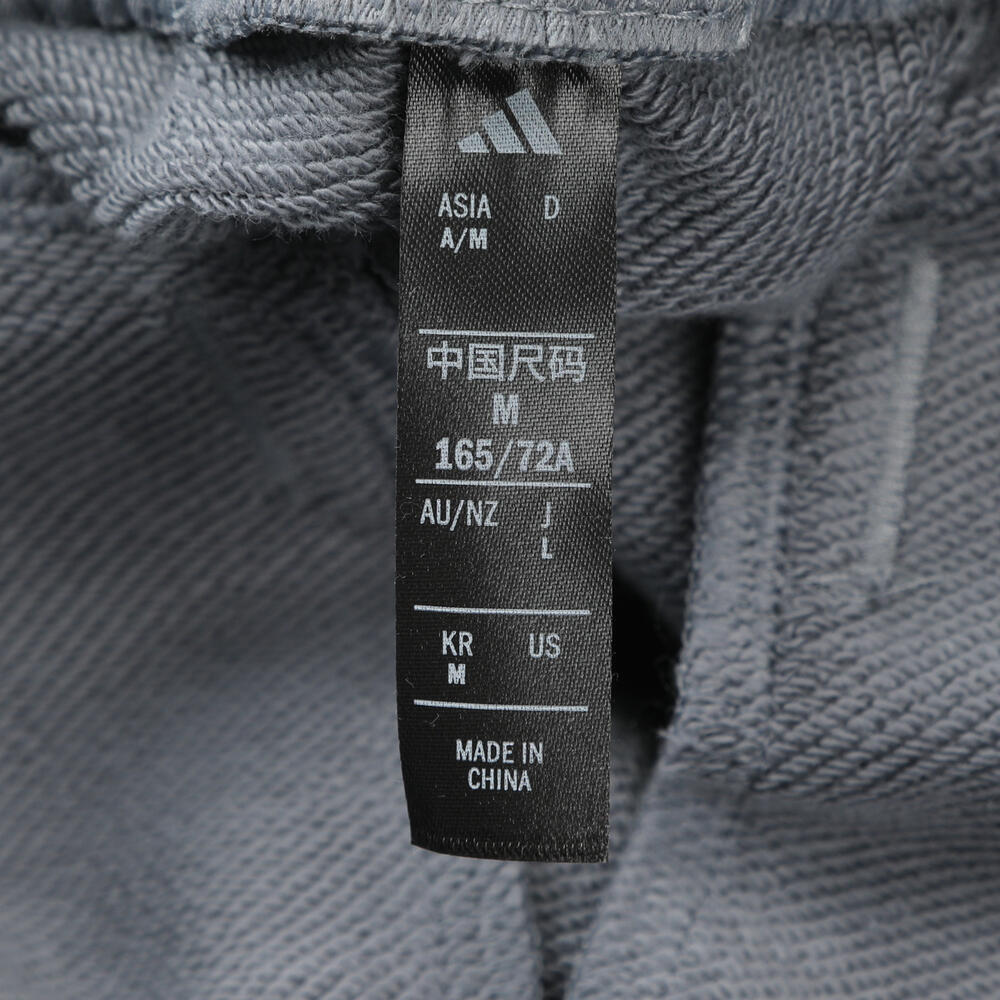 ASIA D
A/M
中国尺码
M
165/72A
AU/NZ J
L
KR US
M
MADE IN
CHINA